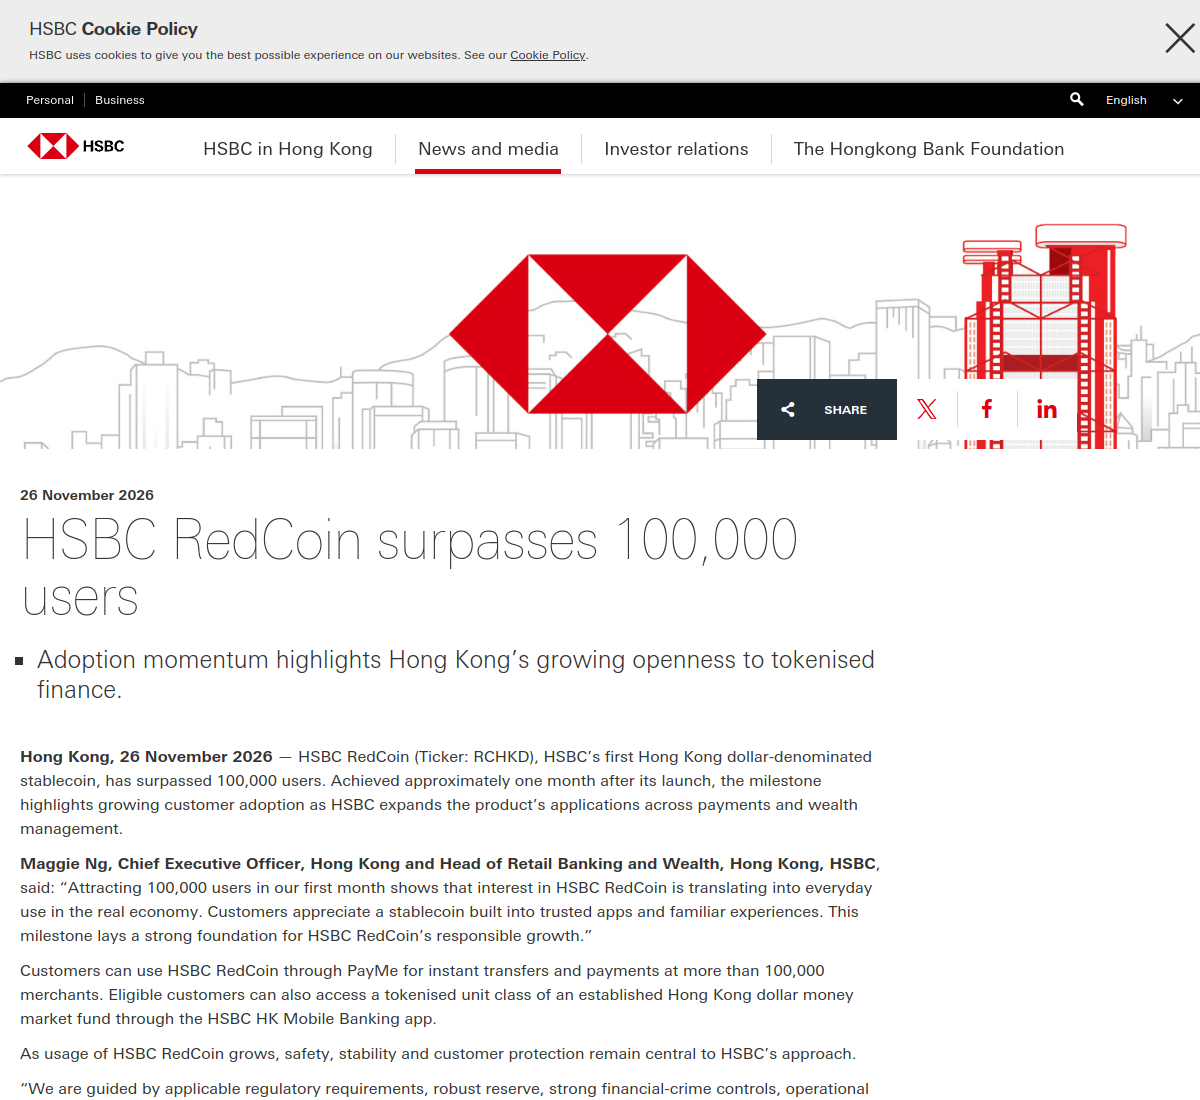 HSBC Cookie Policy
HSBC uses cookies to give you the best possible experience on our websites. See our Cookie Policy.
Personal
Business
English
HSBC
HSBC in Hong Kong
News and media
Investor relations
The Hongkong Bank Foundation
SHARE
26 November 2026
HSBC RedCoin surpasses 100,000
users
Adoption momentum highlights Hong Kong’s growing openness to tokenised
finance.
Hong Kong, 26 November 2026 — HSBC RedCoin (Ticker: RCHKD), HSBC’s first Hong Kong dollar-denominated
stablecoin, has surpassed 100,000 users. Achieved approximately one month after its launch, the milestone
highlights growing customer adoption as HSBC expands the product’s applications across payments and wealth
management.
Maggie Ng, Chief Executive Officer, Hong Kong and Head of Retail Banking and Wealth, Hong Kong, HSBC,
said: “Attracting 100,000 users in our first month shows that interest in HSBC RedCoin is translating into everyday
use in the real economy. Customers appreciate a stablecoin built into trusted apps and familiar experiences. This
milestone lays a strong foundation for HSBC RedCoin’s responsible growth.”
Customers can use HSBC RedCoin through PayMe for instant transfers and payments at more than 100,000
merchants. Eligible customers can also access a tokenised unit class of an established Hong Kong dollar money
market fund through the HSBC HK Mobile Banking app.
As usage of HSBC RedCoin grows, safety, stability and customer protection remain central to HSBC’s approach.
“We are guided by applicable regulatory requirements, robust reserve, strong financial-crime controls, operational